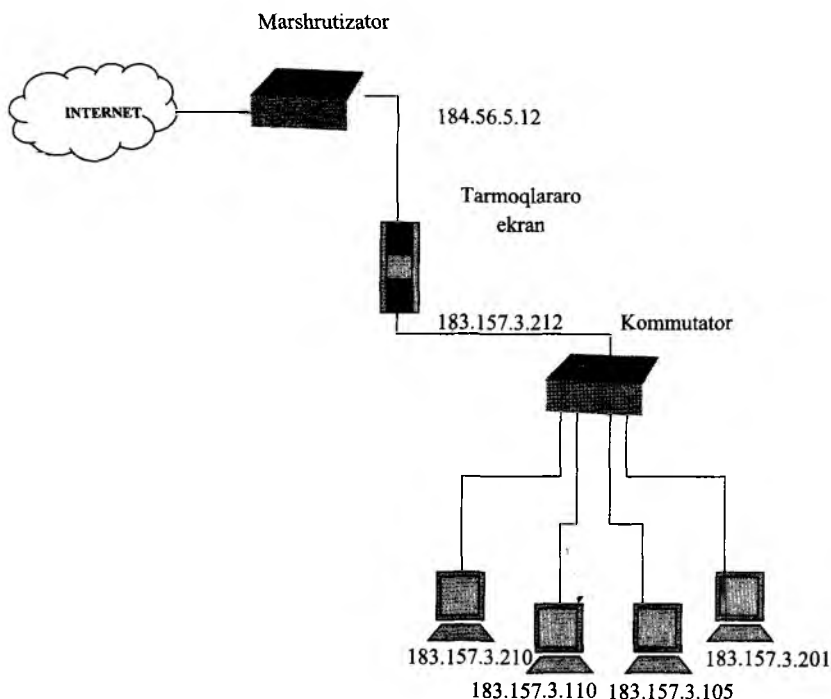 Marshrutizator
INTERNET
184.56.5.12
Tarmoqlararo
ekran
183.157.3.212
Kommutator
183.157.3.210
183.157.3.201
183.157.3.110
183.157.3.105